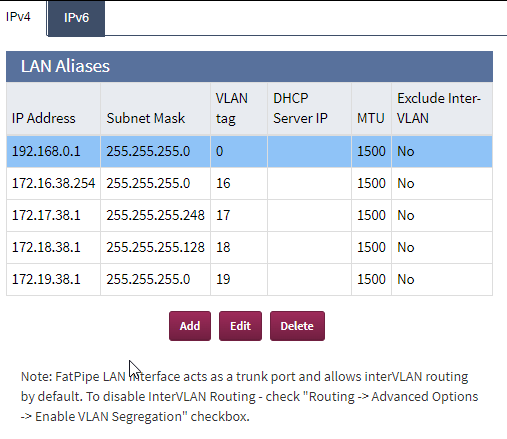 IPv4 IPv6
LAN Aliases
IP Address Subnet Mask VLAN tag DHCP Server IP MTU Exclude Inter-VLAN
192.168.0.1 255.255.255.0 0 1500 No
172.16.38.254 255.255.255.0 16 1500 No
172.17.38.1 255.255.255.248 17 1500 No
172.18.38.1 255.255.255.128 18 1500 No
172.19.38.1 255.255.255.0 19 1500 No
Add Edit Delete
Note: FatPipe LAN interface acts as a trunk port and allows interVLAN routing
by default. To disable InterVLAN Routing - check "Routing -> Advanced Options
-> Enable VLAN Segregation" checkbox.